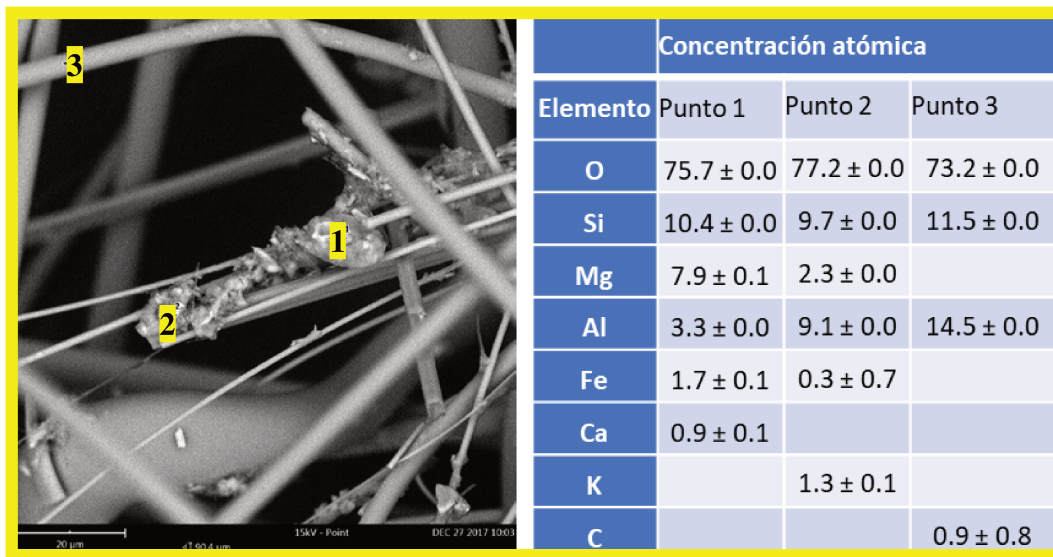 3
1
2
15kV - Point
DEC 27 2017 10:03
20 µm
Concentración atómica
Elemento Punto 1 Punto 2 Punto 3
O 75.7 ± 0.0 77.2 ± 0.0 73.2 ± 0.0
Si 10.4 ± 0.0 9.7 ± 0.0 11.5 ± 0.0
Mg 7.9 ± 0.1 2.3 ± 0.0
Al 3.3 ± 0.0 9.1 ± 0.0 14.5 ± 0.0
Fe 1.7 ± 0.1 0.3 ± 0.7
Ca 0.9 ± 0.1
K 1.3 ± 0.1
C 0.9 ± 0.8